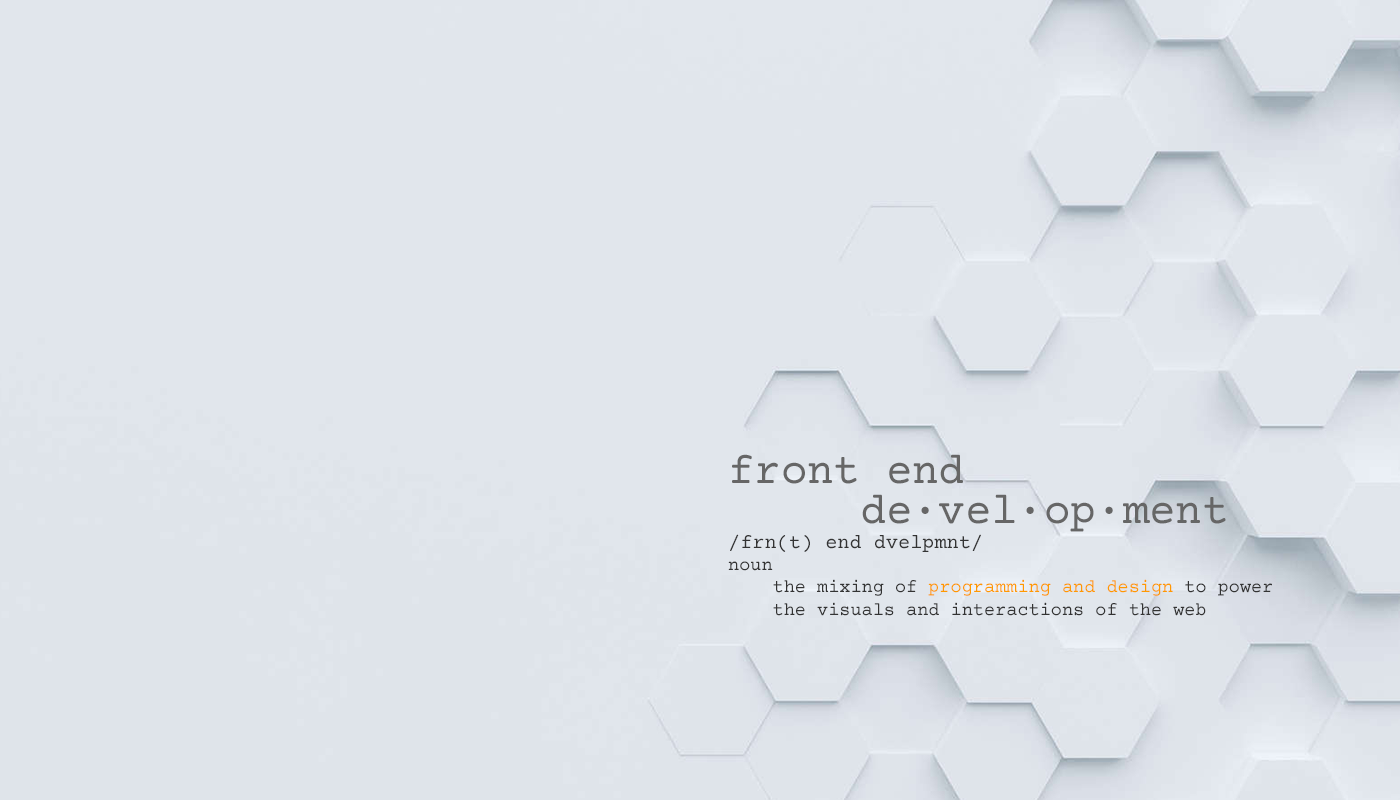 front end
de·vel·op·ment
/frn(t) end dvelpmnt/
noun
the mixing of programming and design to power
the visuals and interactions of the web